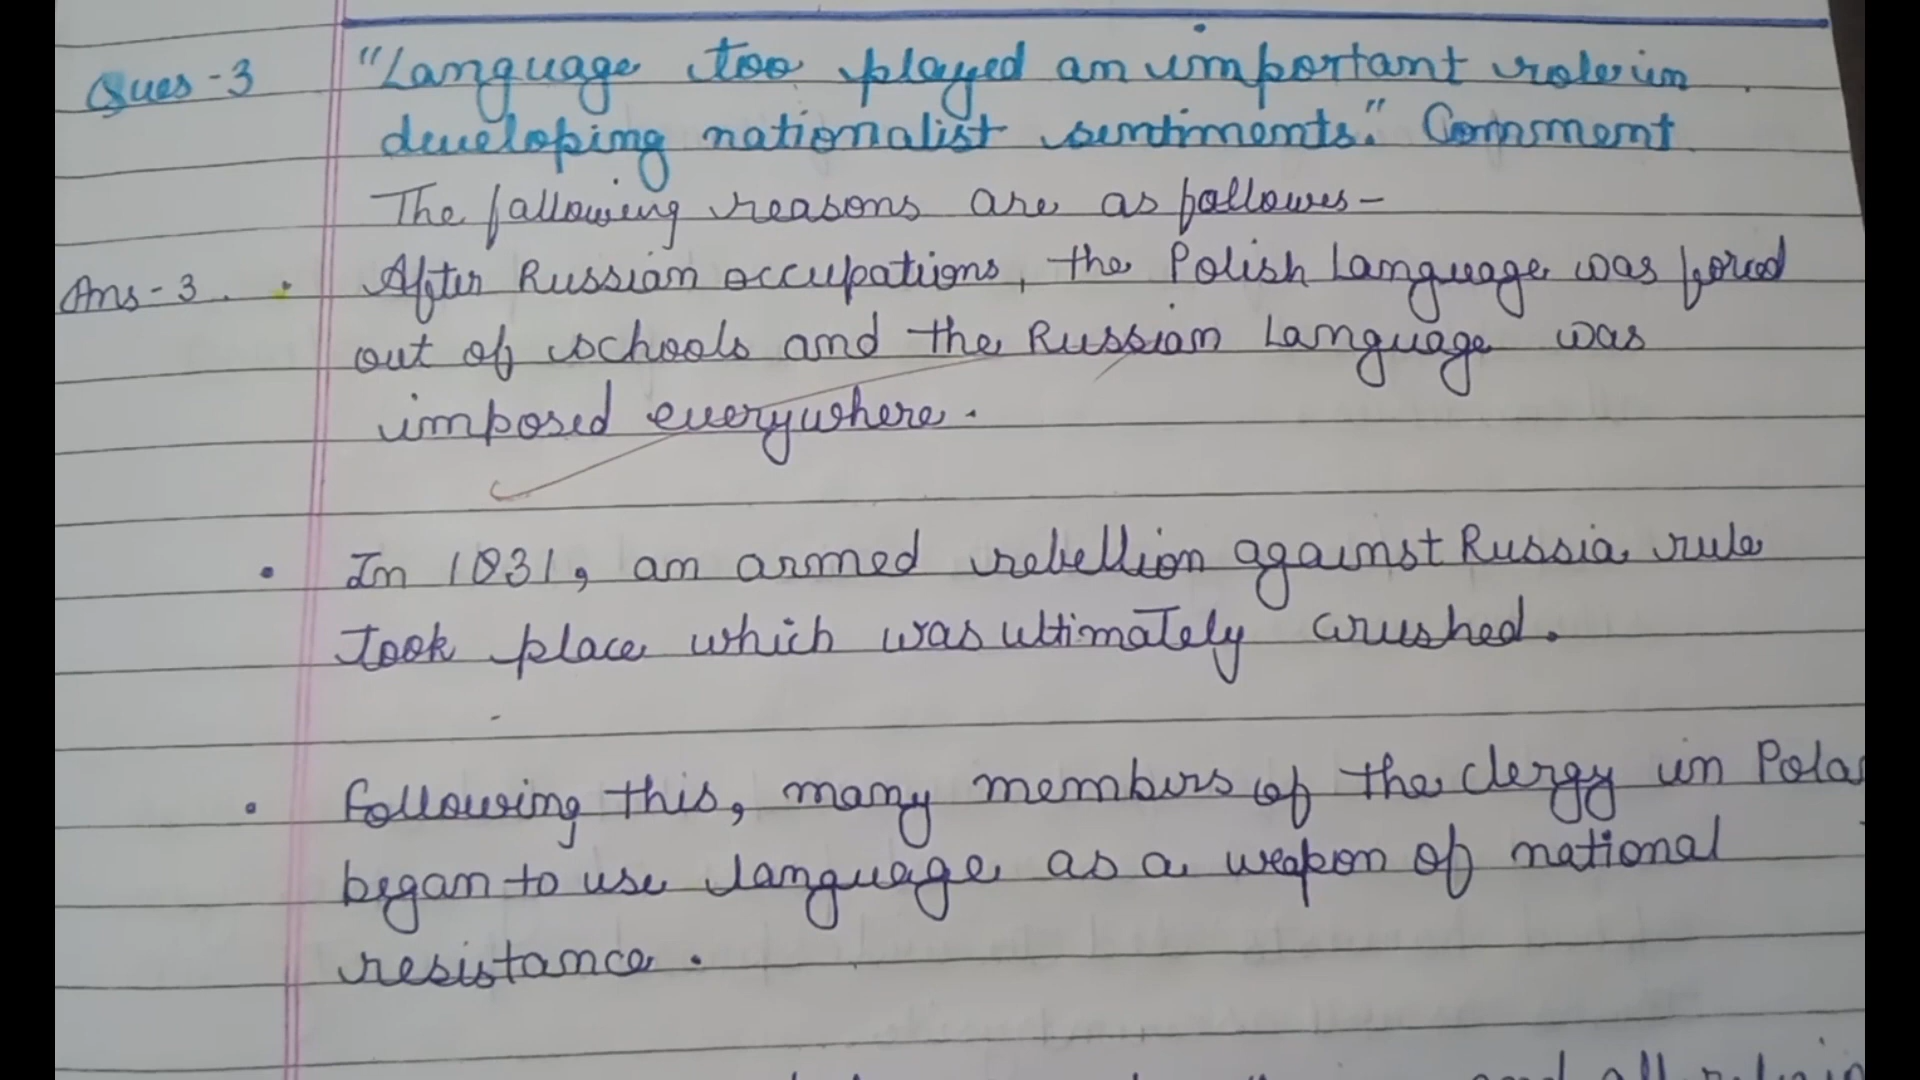 Ques-3 "Language too played an important role in
developing nationalist sentiments." Comment
The following reasons are as follows-
Ans-3. • After Russian occupations, the Polish Language was forced
out of schools and the Russian Language was
imposed everywhere.
• In 1831, an armed rebellion against Russia rule
Took place which was ultimately crushed.
• Following this, many members of the clergy in Pola
began to use language as a weapon of national
resistance.
and all